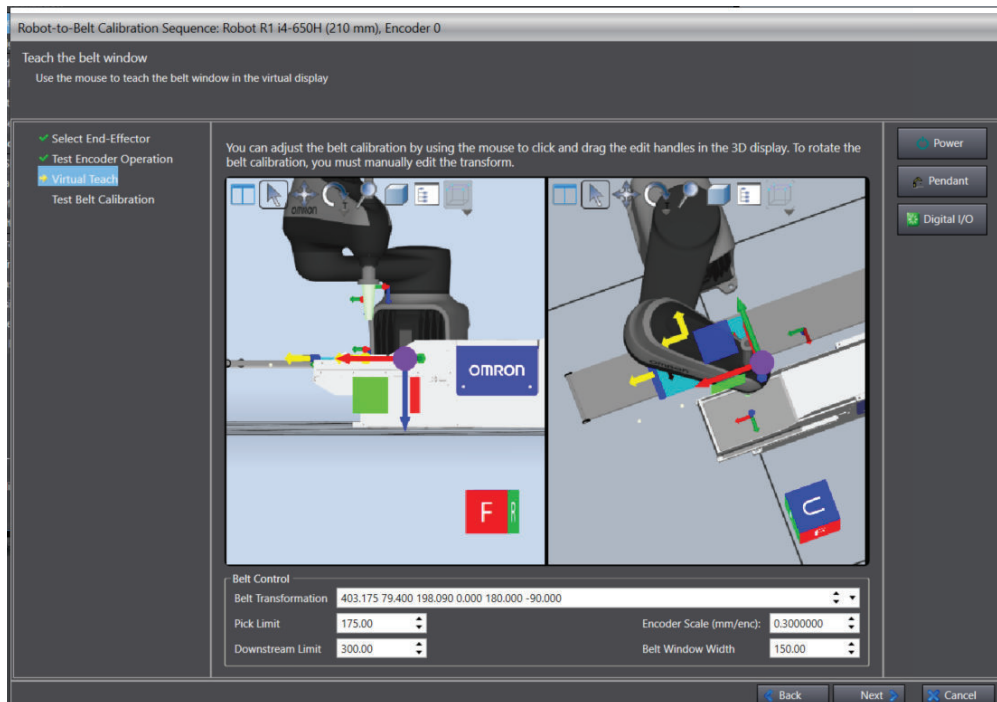 Robot-to-Belt Calibration Sequence: Robot R1 i4-650H (210 mm), Encoder 0
Teach the belt window
Use the mouse to teach the belt window in the virtual display
Select End-Effector
Test Encoder Operation
Virtual Teach
Test Belt Calibration
You can adjust the belt calibration by using the mouse to click and drag the edit handles in the 3D display. To rotate the
belt calibration, you must manually edit the transform.
Power
Pendant
Digital I/O
omron
OMRON
F
R
U
Belt Control
Belt Transformation 403.175 79.400 198.090 0.000 180.000 -90.000
Pick Limit 175.00 Encoder Scale (mm/enc): 0.3000000
Downstream Limit 300.00 Belt Window Width 150.00
Back Next Cancel